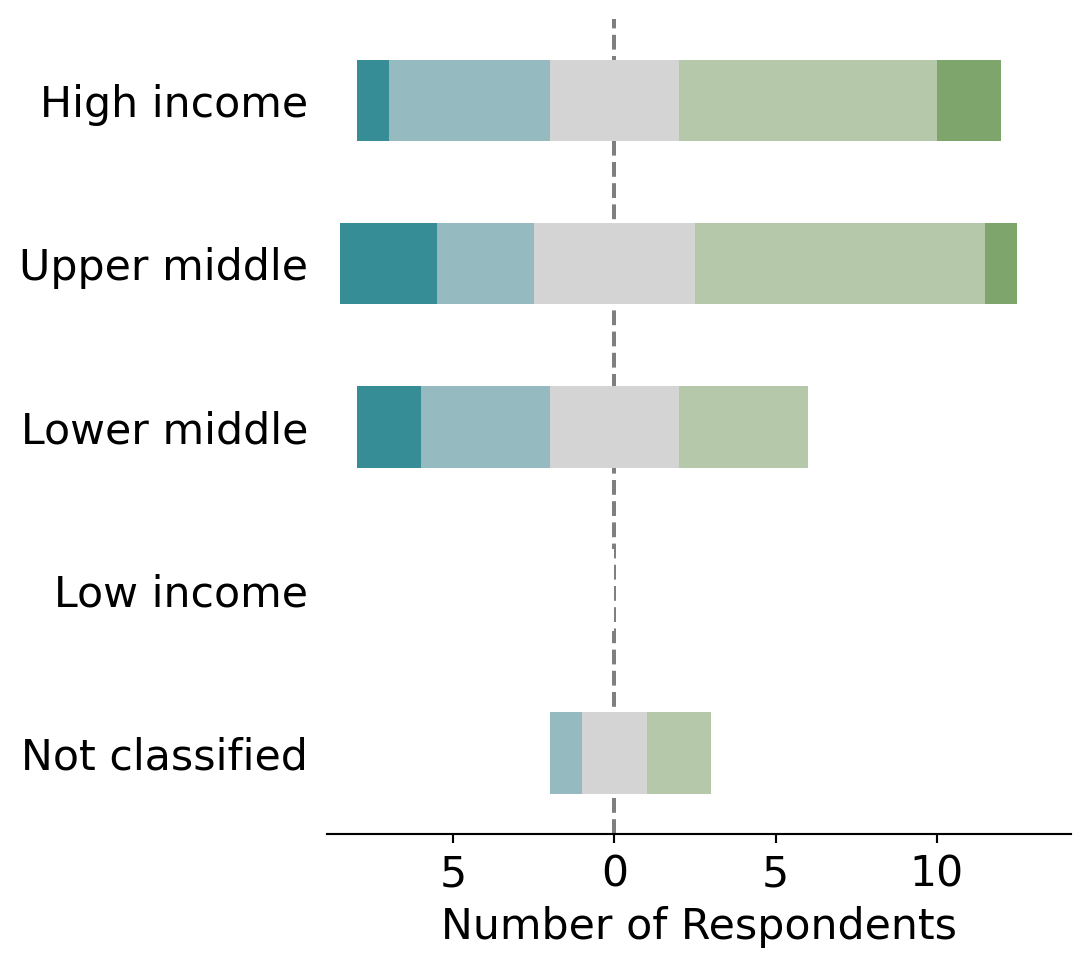 High income
Upper middle
Lower middle
Low income
Not classified
5 0 5 10
Number of Respondents